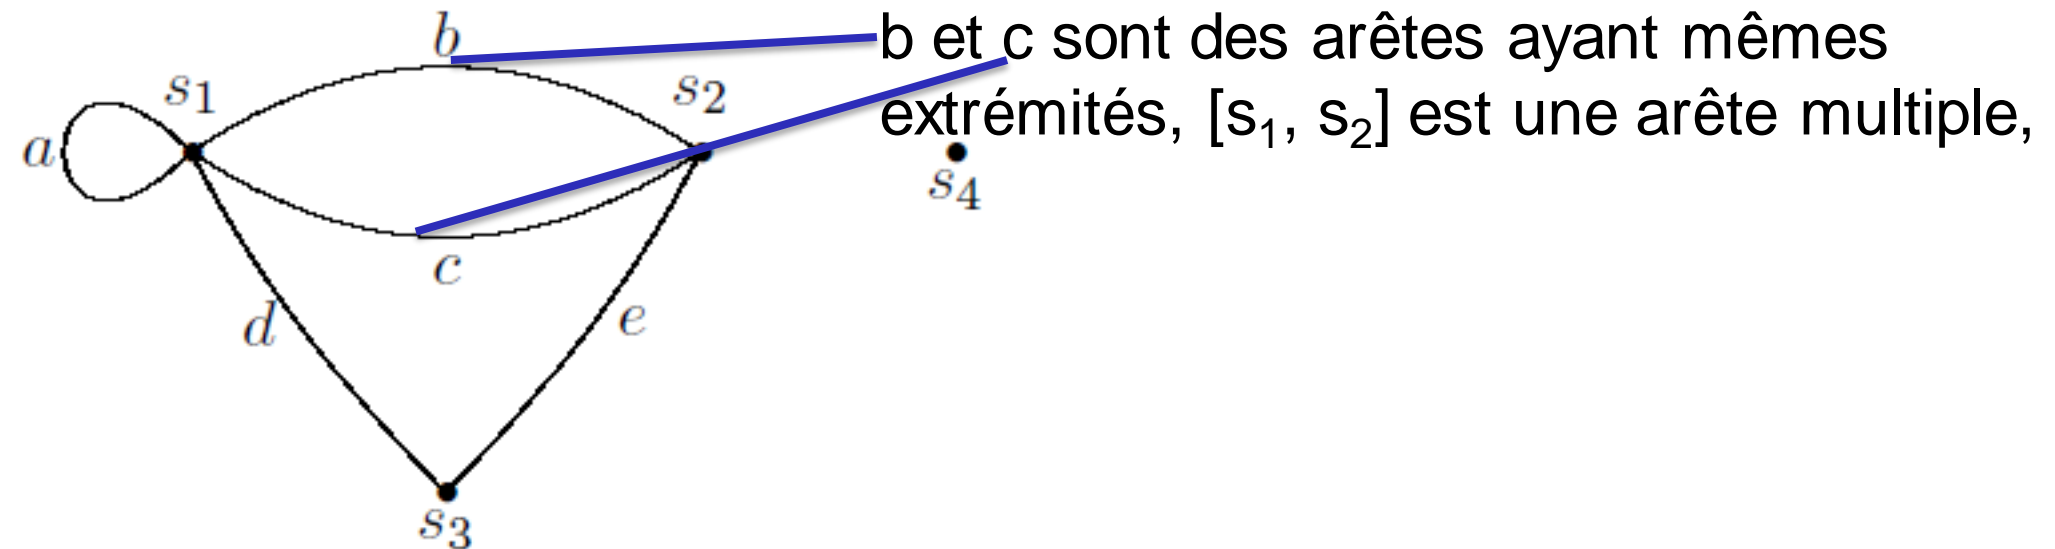 b et c sont des arêtes ayant mêmes
extrémités, [s₁, s₂] est une arête multiple,
b
s₁
s₂
a
s₄
c
d
e
s₃